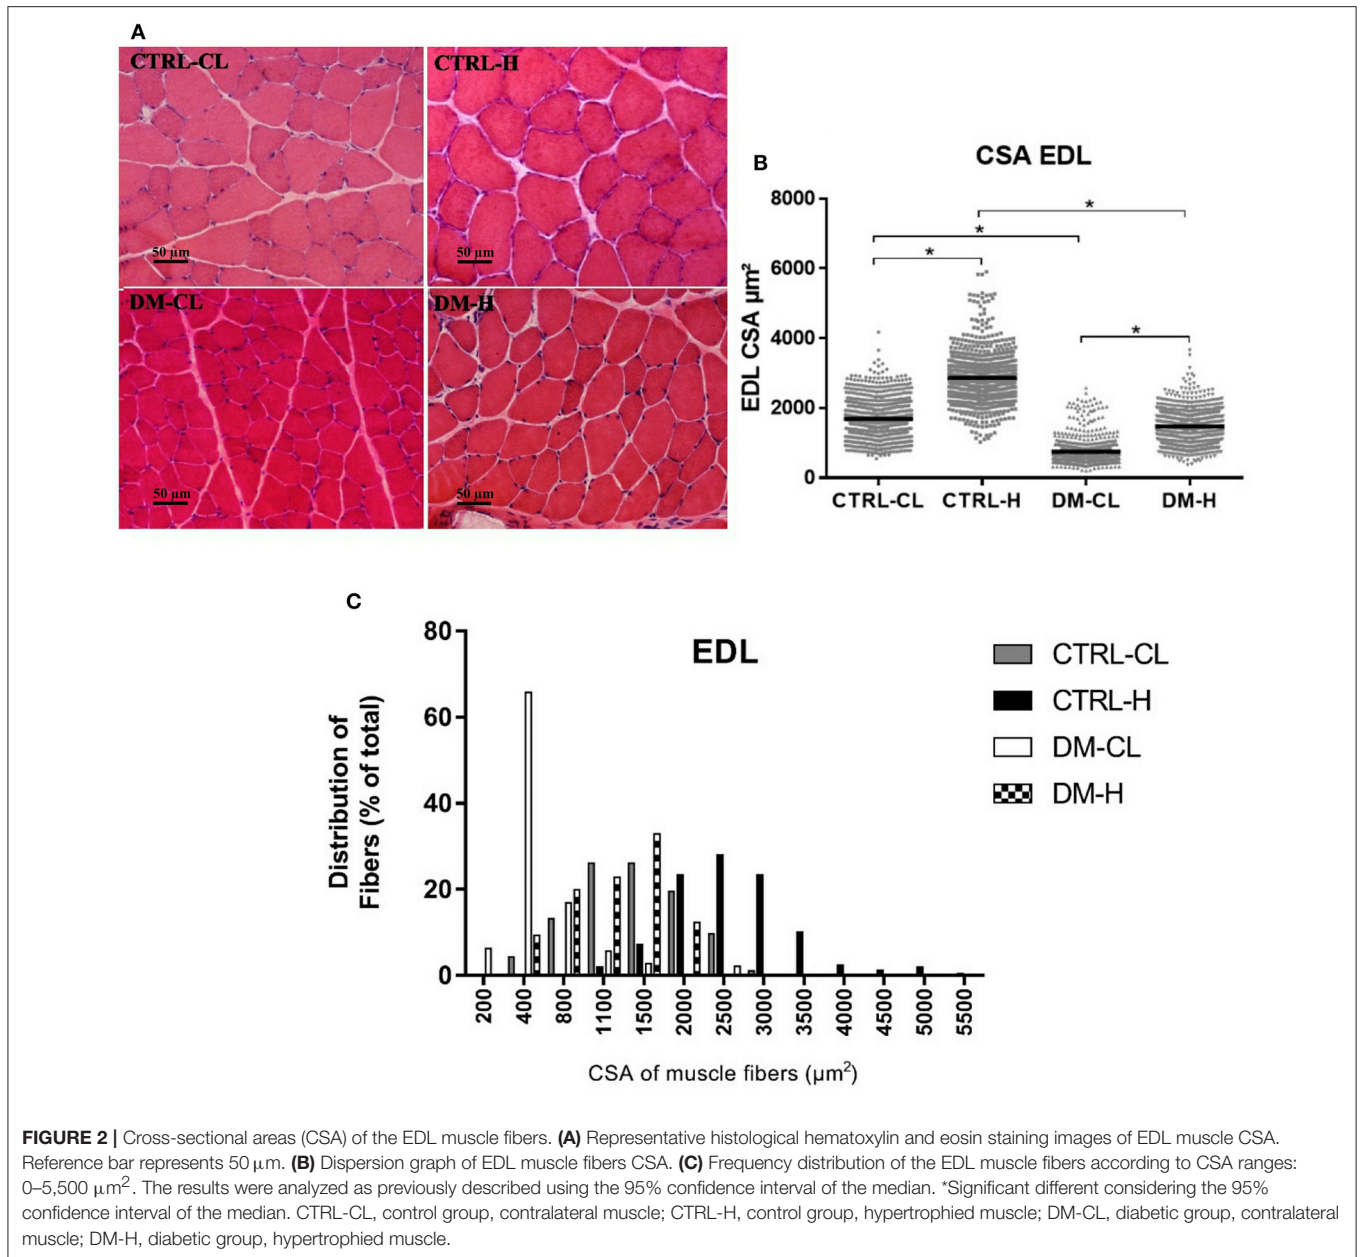 A
CTRL-CL
CTRL-H
50 µm
50 µm
DM-CL
DM-H
50 µm
50 µm
B
CSA EDL
EDL CSA µm²
8000
6000
4000
2000
0
*
*
*
*
CTRL-CL CTRL-H DM-CL DM-H
C
EDL
Distribution of
Fibers (% of total)
80
60
40
20
0
200 400 800 1100 1500 2000 2500 3000 3500 4000 4500 5000 5500
CSA of muscle fibers (µm²)
CTRL-CL
CTRL-H
DM-CL
DM-H
FIGURE 2 | Cross-sectional areas (CSA) of the EDL muscle fibers. (A) Representative histological hematoxylin and eosin staining images of EDL muscle CSA.
Reference bar represents 50 µm. (B) Dispersion graph of EDL muscle fibers CSA. (C) Frequency distribution of the EDL muscle fibers according to CSA ranges:
0–5,500 µm². The results were analyzed as previously described using the 95% confidence interval of the median. *Significant different considering the 95%
confidence interval of the median. CTRL-CL, control group, contralateral muscle; CTRL-H, control group, hypertrophied muscle; DM-CL, diabetic group, contralateral
muscle; DM-H, diabetic group, hypertrophied muscle.